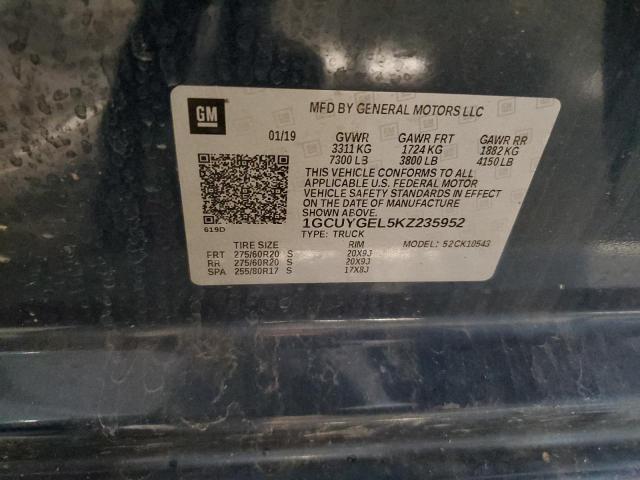 GM
MFD BY GENERAL MOTORS LLC
01/19 GVWR GAWR FRT GAWR RR
3311 KG 1724 KG 1882 KG
7300 LB 3800 LB 4150 LB
THIS VEHICLE CONFORMS TO ALL
APPLICABLE U.S. FEDERAL MOTOR
VEHICLE SAFETY STANDARDS IN EFFECT
ON THE DATE OF MANUFACTURE SHOWN ABOVE.
1GCUYGEL5KZ235952
619D
TYPE: TRUCK
TIRE SIZE RIM MODEL: 52CK10543
FRT 275/60R20 S 20X9J
RR 275/60R20 S 20X9J
SPA 255/80R17 S 17X8J